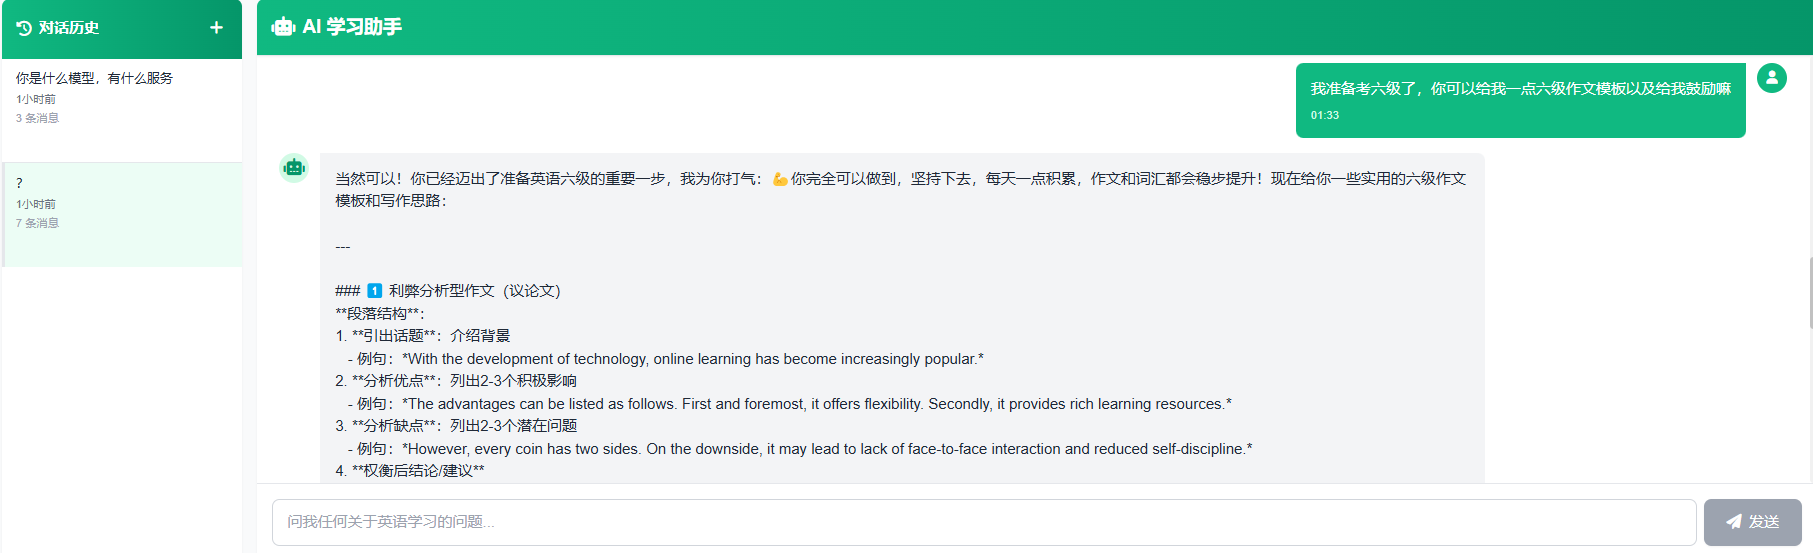 对话历史
你是什么模型，有什么服务
1小时前
3 条消息
?
1小时前
7 条消息
AI 学习助手
我准备考六级了，你可以给我一点六级作文模板以及给我鼓励嘛
01:33
当然可以！你已经迈出了准备英语六级的重要一步，我为你打气：💪你完全可以做到，坚持下去，每天一点积累，作文和词汇都会稳步提升！现在给你一些实用的六级作文
模板和写作思路：
---
### 1️⃣ 利弊分析型作文（议论文）
**段落结构**：
1. **引出话题**：介绍背景
- 例句：*With the development of technology, online learning has become increasingly popular.*
2. **分析优点**：列出2-3个积极影响
- 例句：*The advantages can be listed as follows. First and foremost, it offers flexibility. Secondly, it provides rich learning resources.*
3. **分析缺点**：列出2-3个潜在问题
- 例句：*However, every coin has two sides. On the downside, it may lead to lack of face-to-face interaction and reduced self-discipline.*
4. **权衡后结论/建议**
问我任何关于英语学习的问题...
发送